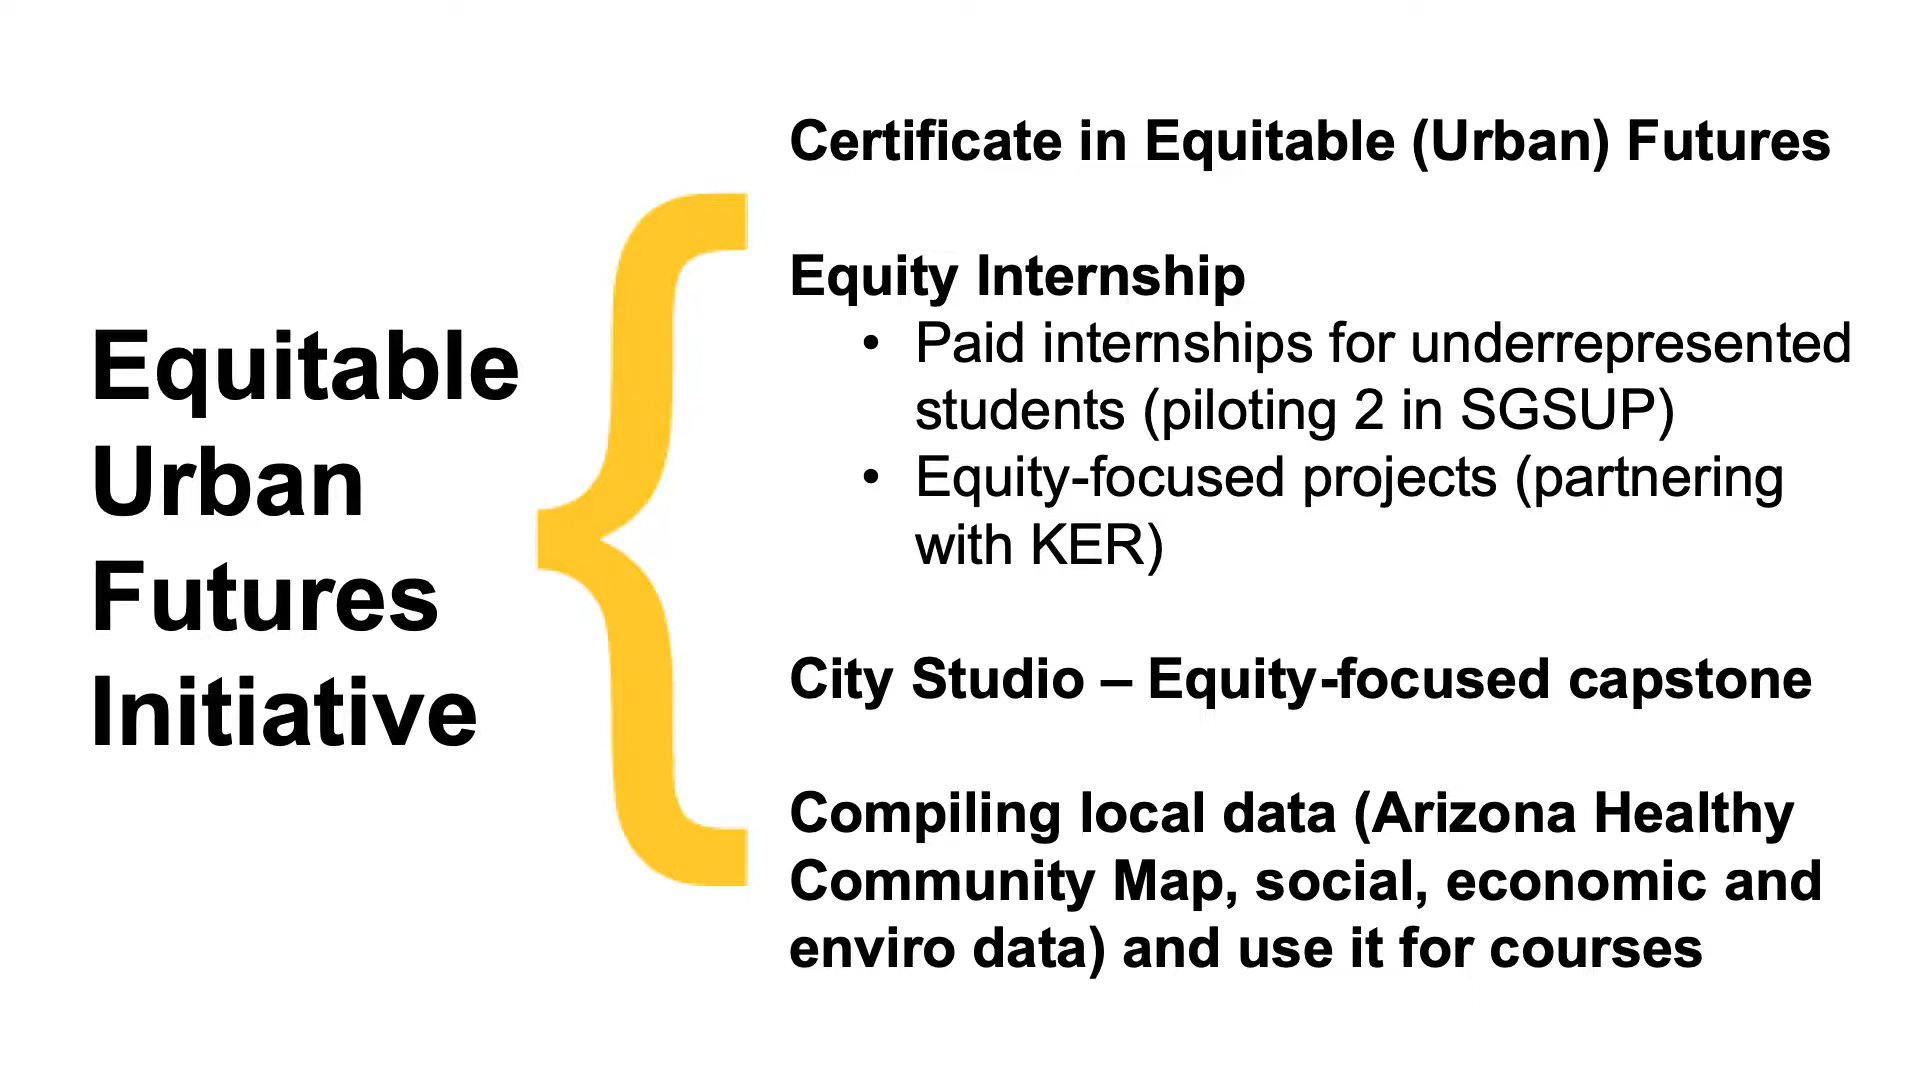 Equitable
Urban
Futures
Initiative
Certificate in Equitable (Urban) Futures
Equity Internship
• Paid internships for underrepresented
students (piloting 2 in SGSUP)
• Equity-focused projects (partnering
with KER)
City Studio – Equity-focused capstone
Compiling local data (Arizona Healthy
Community Map, social, economic and
enviro data) and use it for courses